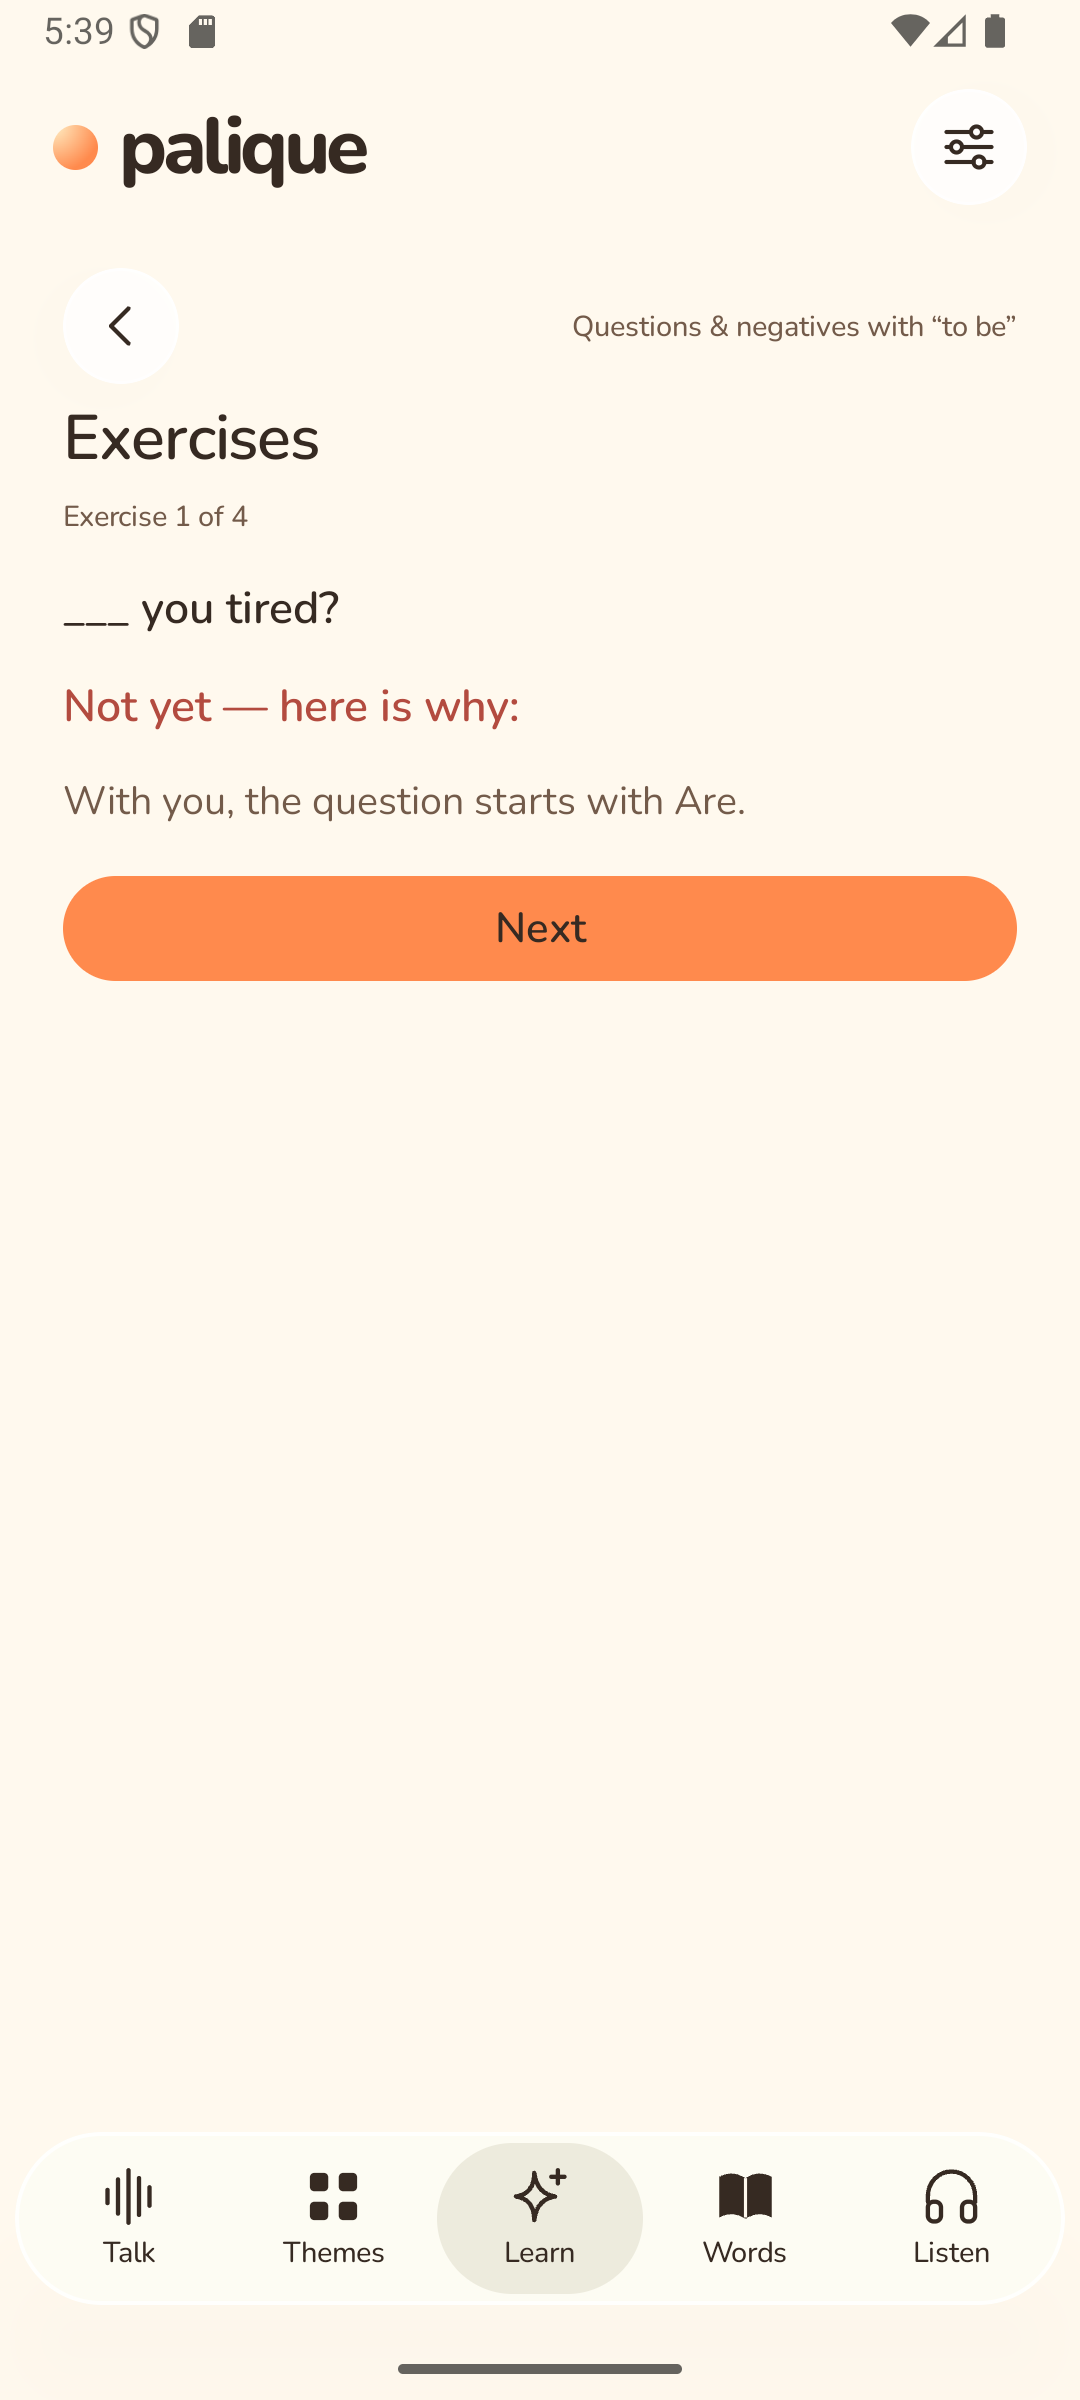 5:39
palique
Questions & negatives with “to be”
Exercises
Exercise 1 of 4
___ you tired?
Not yet — here is why:
With you, the question starts with Are.
Next
Talk
Themes
Learn
Words
Listen